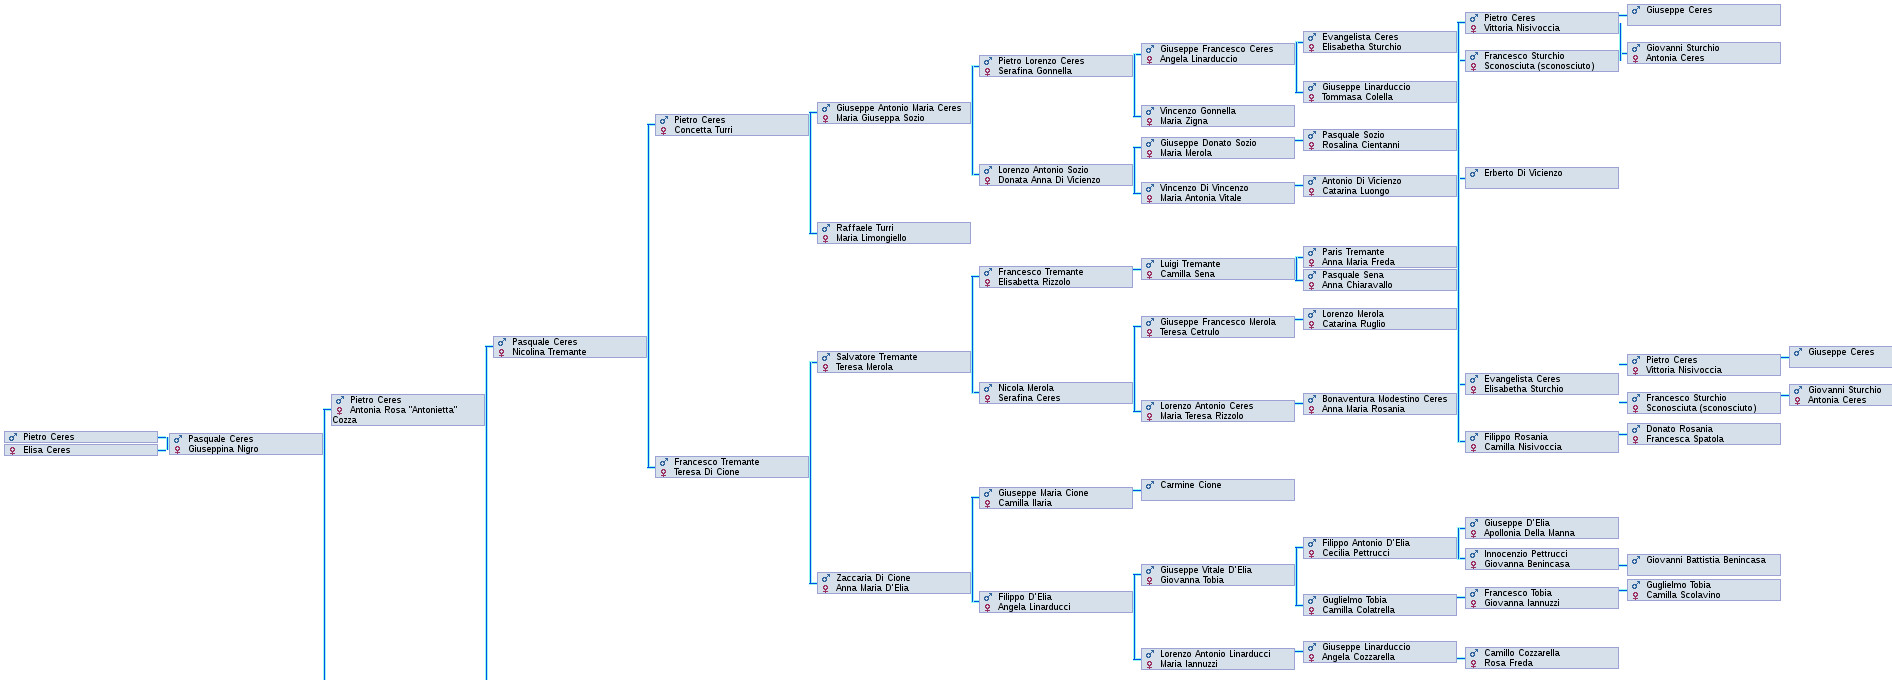 Pietro Ceres
Elisa Ceres
Pasquale Ceres
Giuseppina Nigro
Pietro Ceres
Antonia Rosa "Antonietta"
Cozza
Pasquale Ceres
Nicolina Tremante
Pietro Ceres
Concetta Turri
Francesco Tremante
Teresa Di Cione
Giuseppe Antonio Maria Ceres
Maria Giuseppa Sozio
Raffaele Turri
Maria Limongiello
Salvatore Tremante
Teresa Merola
Zaccaria Di Cione
Anna Maria D'Elia
Pietro Lorenzo Ceres
Serafina Gonnella
Lorenzo Antonio Sozio
Donata Anna Di Vicienzo
Francesco Tremante
Elisabetta Rizzolo
Nicola Merola
Serafina Ceres
Giuseppe Maria Cione
Camilla Ilaria
Filippo D'Elia
Angela Linarducci
Giuseppe Francesco Ceres
Angela Linarduccio
Vincenzo Gonnella
Maria Zigna
Giuseppe Donato Sozio
Maria Merola
Vincenzo Di Vincenzo
Maria Antonia Vitale
Luigi Tremante
Camilla Sena
Giuseppe Francesco Merola
Teresa Cetrulo
Lorenzo Antonio Ceres
Maria Teresa Rizzolo
Carmine Cione
Giuseppe Vitale D'Elia
Giovanna Tobia
Lorenzo Antonio Linarducci
Maria Iannuzzi
Evangelista Ceres
Elisabetha Sturchio
Giuseppe Linarduccio
Tommasa Colella
Pasquale Sozio
Rosalina Cientanni
Antonio Di Vicienzo
Catarina Luongo
Paris Tremante
Anna Maria Freda
Pasquale Sena
Anna Chiaravallo
Lorenzo Merola
Catarina Ruglio
Bonaventura Modestino Ceres
Anna Maria Rosania
Filippo Antonio D'Elia
Cecilia Pettrucci
Guglielmo Tobia
Camilla Colatrella
Giuseppe Linarduccio
Angela Cozzarella
Pietro Ceres
Vittoria Nisivoccia
Francesco Sturchio
Sconosciuta (sconosciuto)
Erberto Di Vicienzo
Evangelista Ceres
Elisabetha Sturchio
Filippo Rosania
Camilla Nisivoccia
Giuseppe D'Elia
Apollonia Della Manna
Innocenzio Pettrucci
Giovanna Benincasa
Francesco Tobia
Giovanna Iannuzzi
Camillo Cozzarella
Rosa Freda
Giuseppe Ceres
Giovanni Sturchio
Antonia Ceres
Pietro Ceres
Vittoria Nisivoccia
Francesco Sturchio
Sconosciuta (sconosciuto)
Donato Rosania
Francesca Spatola
Giovanni Battistia Benincasa
Guglielmo Tobia
Camilla Scolavino
Giuseppe Ceres
Giovanni Sturchio
Antonia Ceres